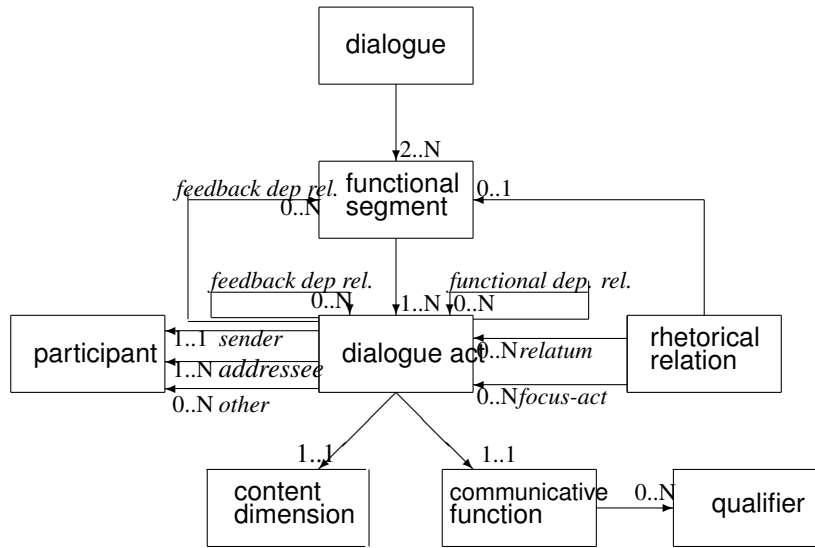 dialogue
2..N
feedback dep rel.
0..N
functional
segment
0..1
feedback dep rel.
0..N
1..N
functional dep. rel.
0..N
participant
1..1 sender
1..N addressee
0..N other
dialogue act
0..N relatum
0..N focus-act
rhetorical
relation
1..1
1..1
content
dimension
communicative
function
0..N
qualifier